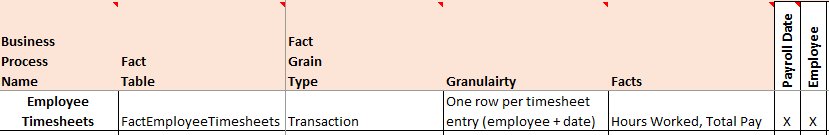 Business Process Name
Fact Table
Fact Grain Type
Granulairty
Facts
Payroll Date
Employee
Employee Timesheets
FactEmployeeTimesheets
Transaction
One row per timesheet
entry (employee + date)
Hours Worked, Total Pay
X
X